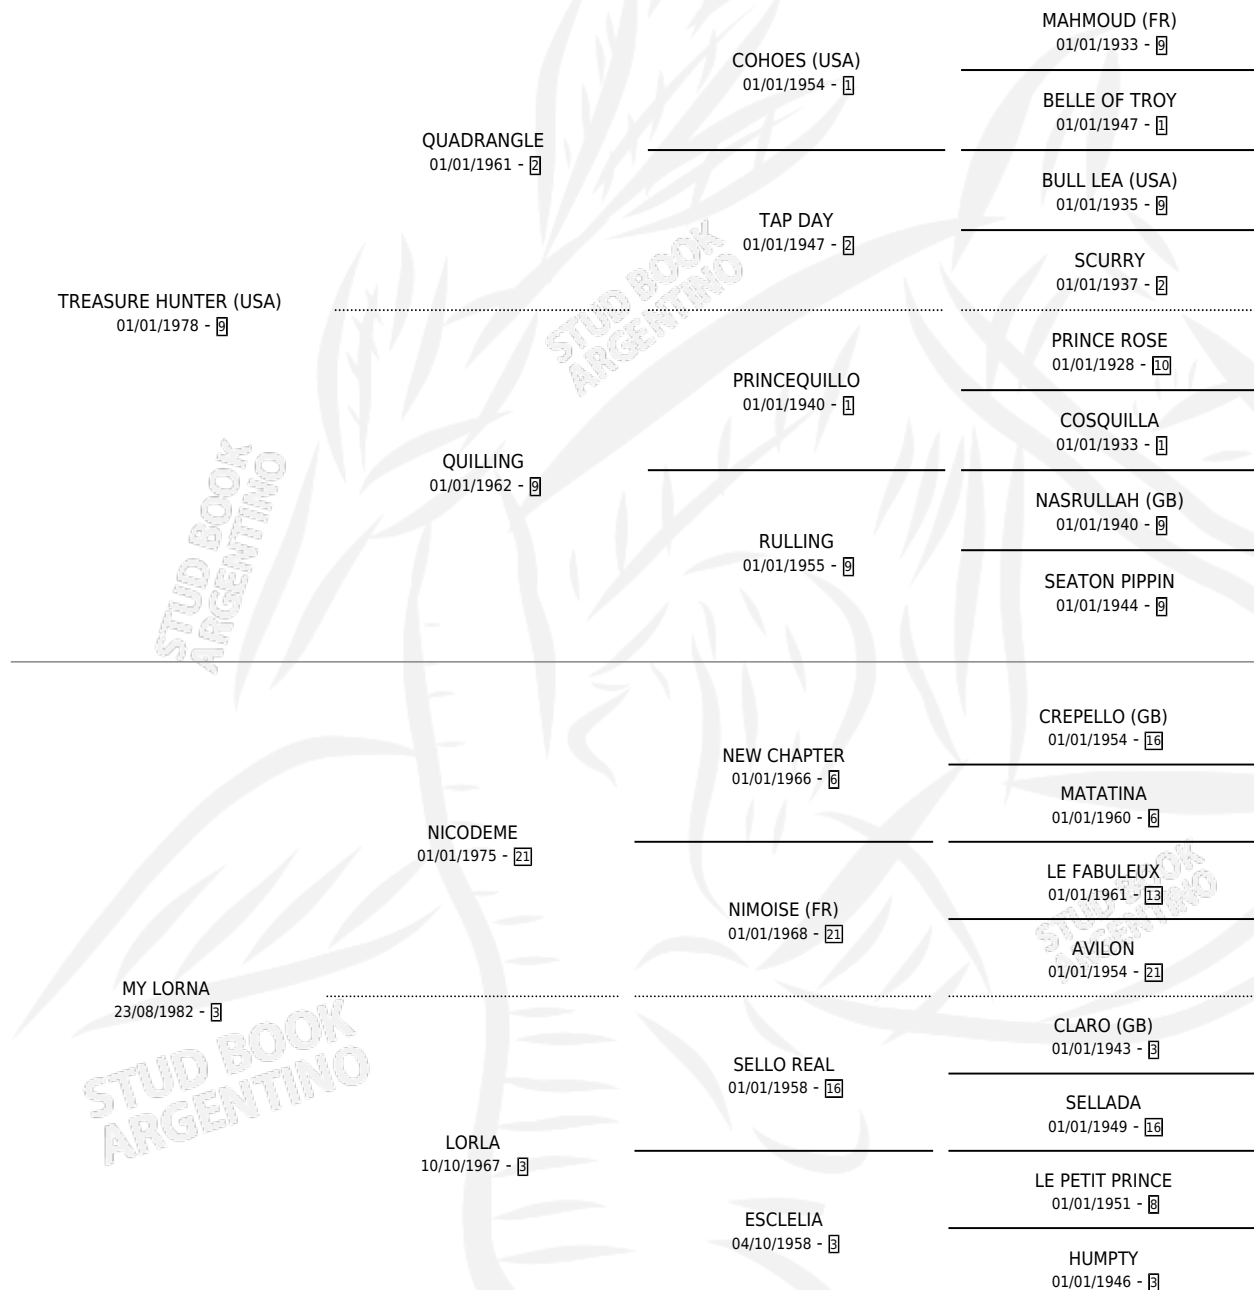 MAHMOUD (FR)
01/01/1933 - 9
COHOES (USA)
01/01/1954 - 1
BELLE OF TROY
01/01/1947 - 1
QUADRANGLE
01/01/1961 - 2
BULL LEA (USA)
01/01/1935 - 9
TAP DAY
01/01/1947 - 2
SCURRY
01/01/1937 - 2
TREASURE HUNTER (USA)
01/01/1978 - 9
PRINCE ROSE
01/01/1928 - 10
PRINCEQUILLO
01/01/1940 - 1
COSQUILLA
01/01/1933 - 1
QUILLING
01/01/1962 - 9
NASRULLAH (GB)
01/01/1940 - 9
RULLING
01/01/1955 - 9
SEATON PIPPIN
01/01/1944 - 9
STUD BOOK
ARGENTINO
STUD BOOK
ARGENTINO
CREPELLO (GB)
01/01/1954 - 16
NEW CHAPTER
01/01/1966 - 6
MATATINA
01/01/1960 - 6
NICODEME
01/01/1975 - 21
LE FABULEUX
01/01/1961 - 13
NIMOISE (FR)
01/01/1968 - 21
AVILON
01/01/1954 - 21
STUD BOOK
ARGENTINO
MY LORNA
23/08/1982 - 3
CLARO (GB)
01/01/1943 - 3
SELLO REAL
01/01/1958 - 16
SELLADA
01/01/1949 - 16
STUD BOOK
ARGENTINO
LORLA
10/10/1967 - 3
LE PETIT PRINCE
01/01/1951 - 8
ESCLELIA
04/10/1958 - 3
HUMPTY
01/01/1946 - 3